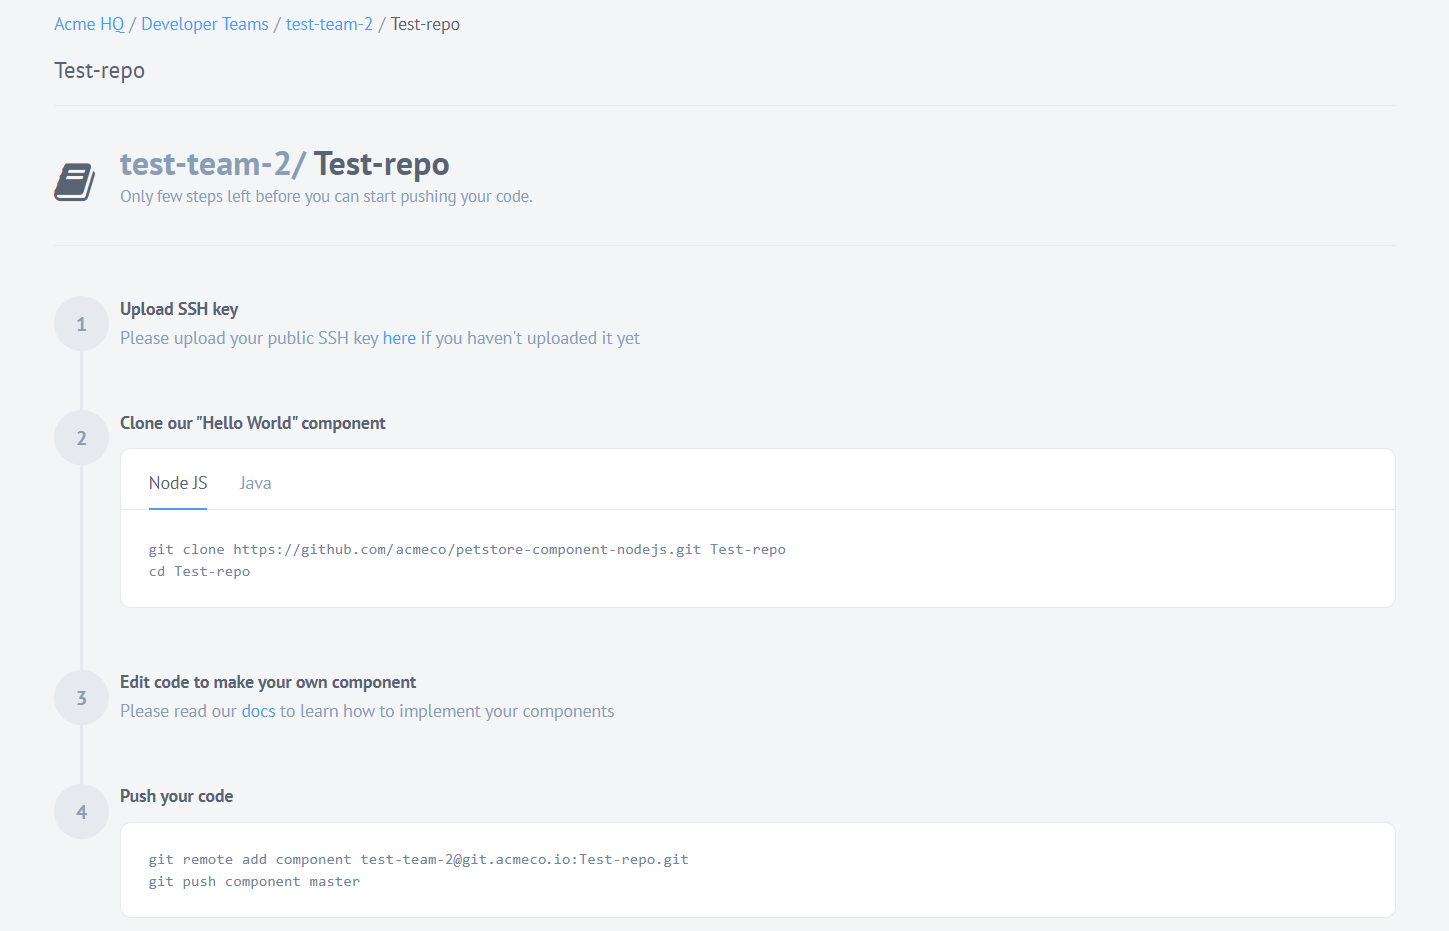 Acme HQ / Developer Teams / test-team-2 / Test-repo
Test-repo
test-team-2/ Test-repo
Only few steps left before you can start pushing your code.
1
Upload SSH key
Please upload your public SSH key here if you haven't uploaded it yet
2
Clone our "Hello World" component
Node JS Java
git clone https://github.com/acmeco/petstore-component-nodejs.git Test-repo
cd Test-repo
3
Edit code to make your own component
Please read our docs to learn how to implement your components
4
Push your code
git remote add component test-team-2@git.acmeco.io:Test-repo.git
git push component master